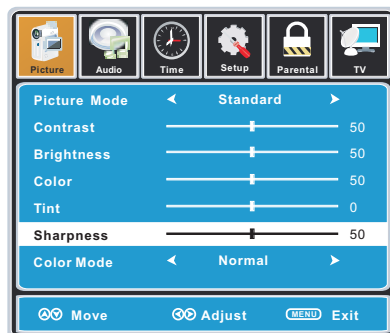 Picture Audio Time Setup Parental TV
Picture Mode Standard
Contrast 50
Brightness 50
Color 50
Tint 0
Sharpness 50
Color Mode Normal
Move Adjust MENU Exit